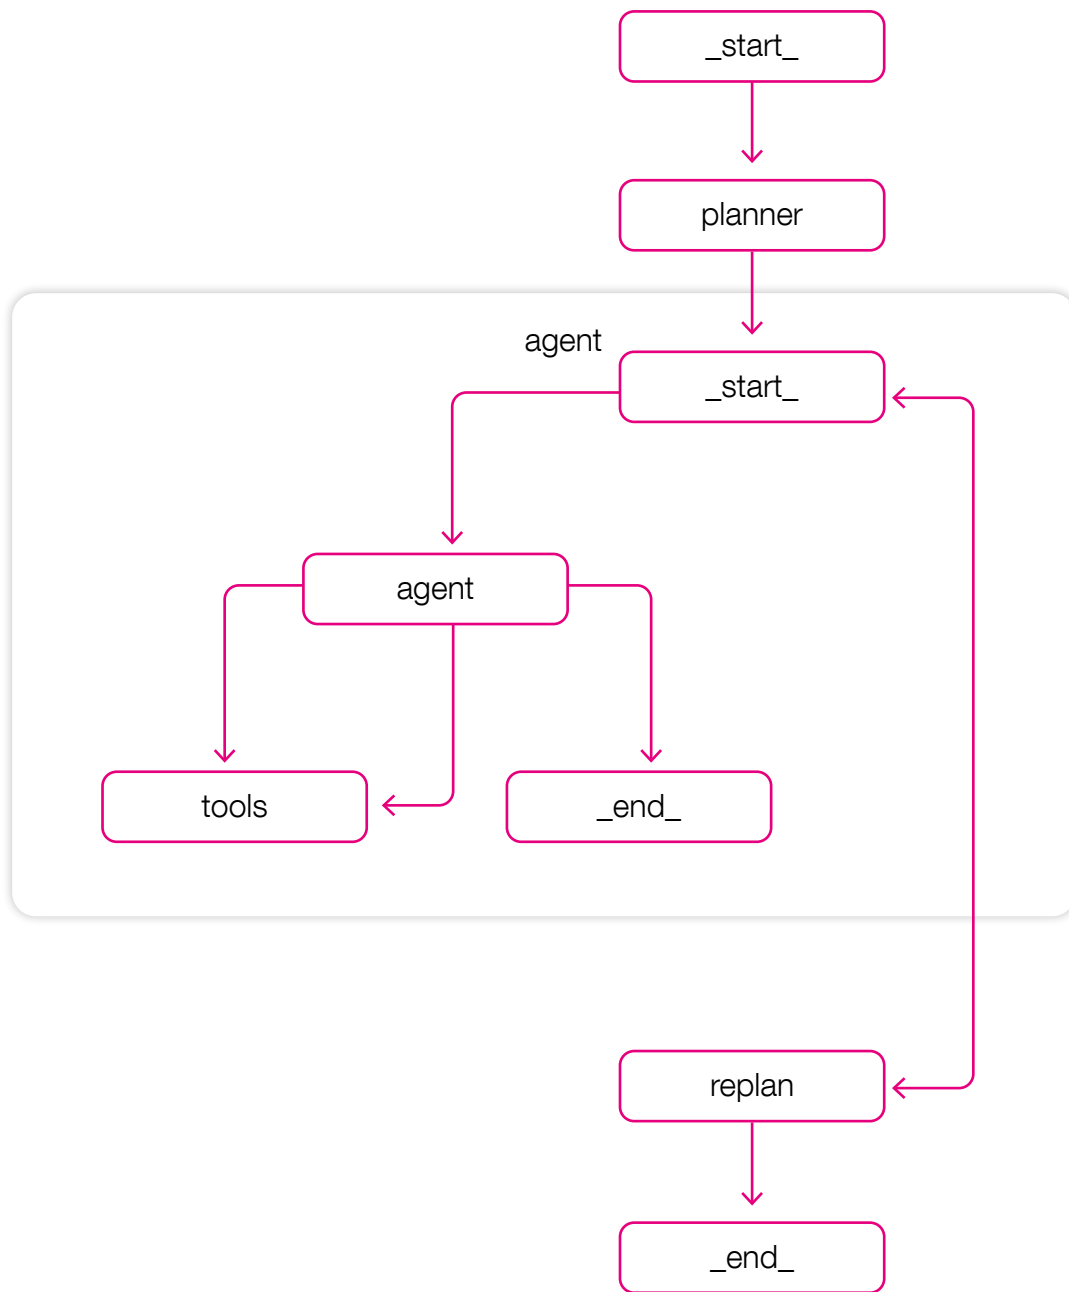 _start_
planner
agent
_start_
agent
tools
_end_
replan
_end_